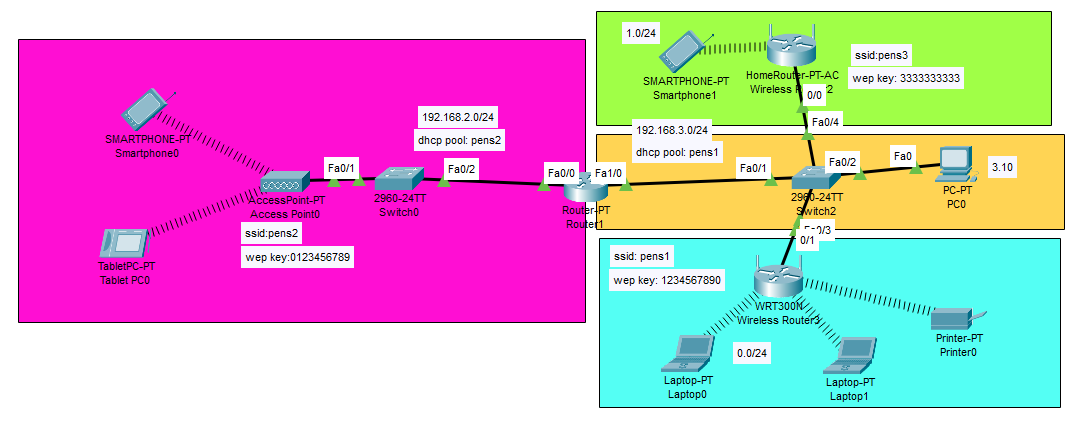 SMARTPHONE-PT
Smartphone0
TabletPC-PT
Tablet PC0
AccessPoint-PT
Access Point0
ssid:pens2
wep key:0123456789
Fa0/1
2960-24TT
Switch0
192.168.2.0/24
dhcp pool: pens2
Fa0/2
Fa0/0
Fa1/0
Router-PT
Router1
1.0/24
SMARTPHONE-PT
Smartphone1
HomeRouter-PT-AC
Wireless
2
ssid:pens3
wep key: 3333333333
0/0
Fa0/4
192.168.3.0/24
dhcp pool: pens1
Fa0/1
2960-24TT
Switch2
Fa0/2
Fa0
PC-PT
PC0
3.10
Fa0/3
0/1
ssid: pens1
wep key: 1234567890
WRT300N
Wireless Router3
0.0/24
Laptop-PT
Laptop0
Laptop-PT
Laptop1
Printer-PT
Printer0